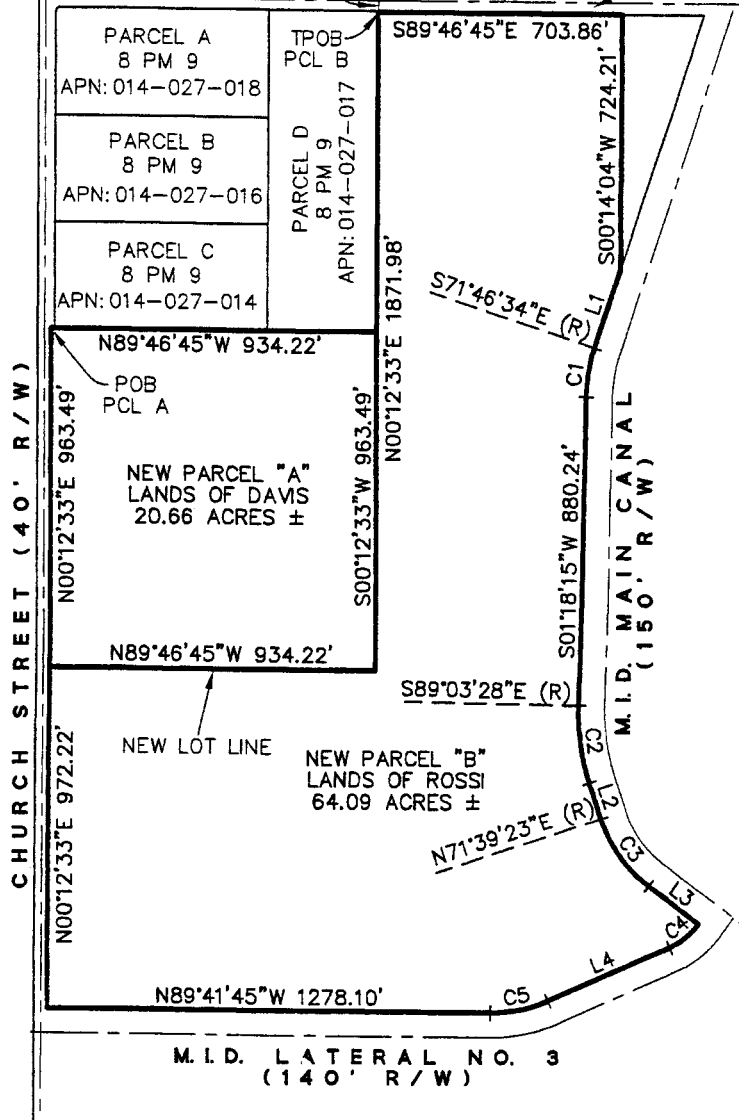 PARCEL A
8 PM 9
APN: 014-027-018
PARCEL B
8 PM 9
APN: 014-027-016
PARCEL C
8 PM 9
APN: 014-027-014
PARCEL D
8 PM 9
APN: 014-027-017
TPOB
PCL B
S89°46'45"E 703.86'
S00°14'04"W 724.21'
N00°12'33"E 1871.98'
S71°46'34"E (R)
L1
C1
N89°46'45"W 934.22'
POB
PCL A
N00°12'33"E 963.49'
S00°12'33"W 963.49'
NEW PARCEL "A"
LANDS OF DAVIS
20.66 ACRES ±
CHURCH STREET (40' R/W)
S01°18'15"W 880.24'
M.I.D. MAIN CANAL
(150' R/W)
N89°46'45"W 934.22'
S89°03'28"E (R)
NEW LOT LINE
C2
NEW PARCEL "B"
LANDS OF ROSSI
64.09 ACRES ±
L2
N71°39'23"E (R)
N00°12'33"E 972.22'
C3
L3
C4
L4
N89°41'45"W 1278.10'
C5
M.I.D. LATERAL NO. 3
(140' R/W)